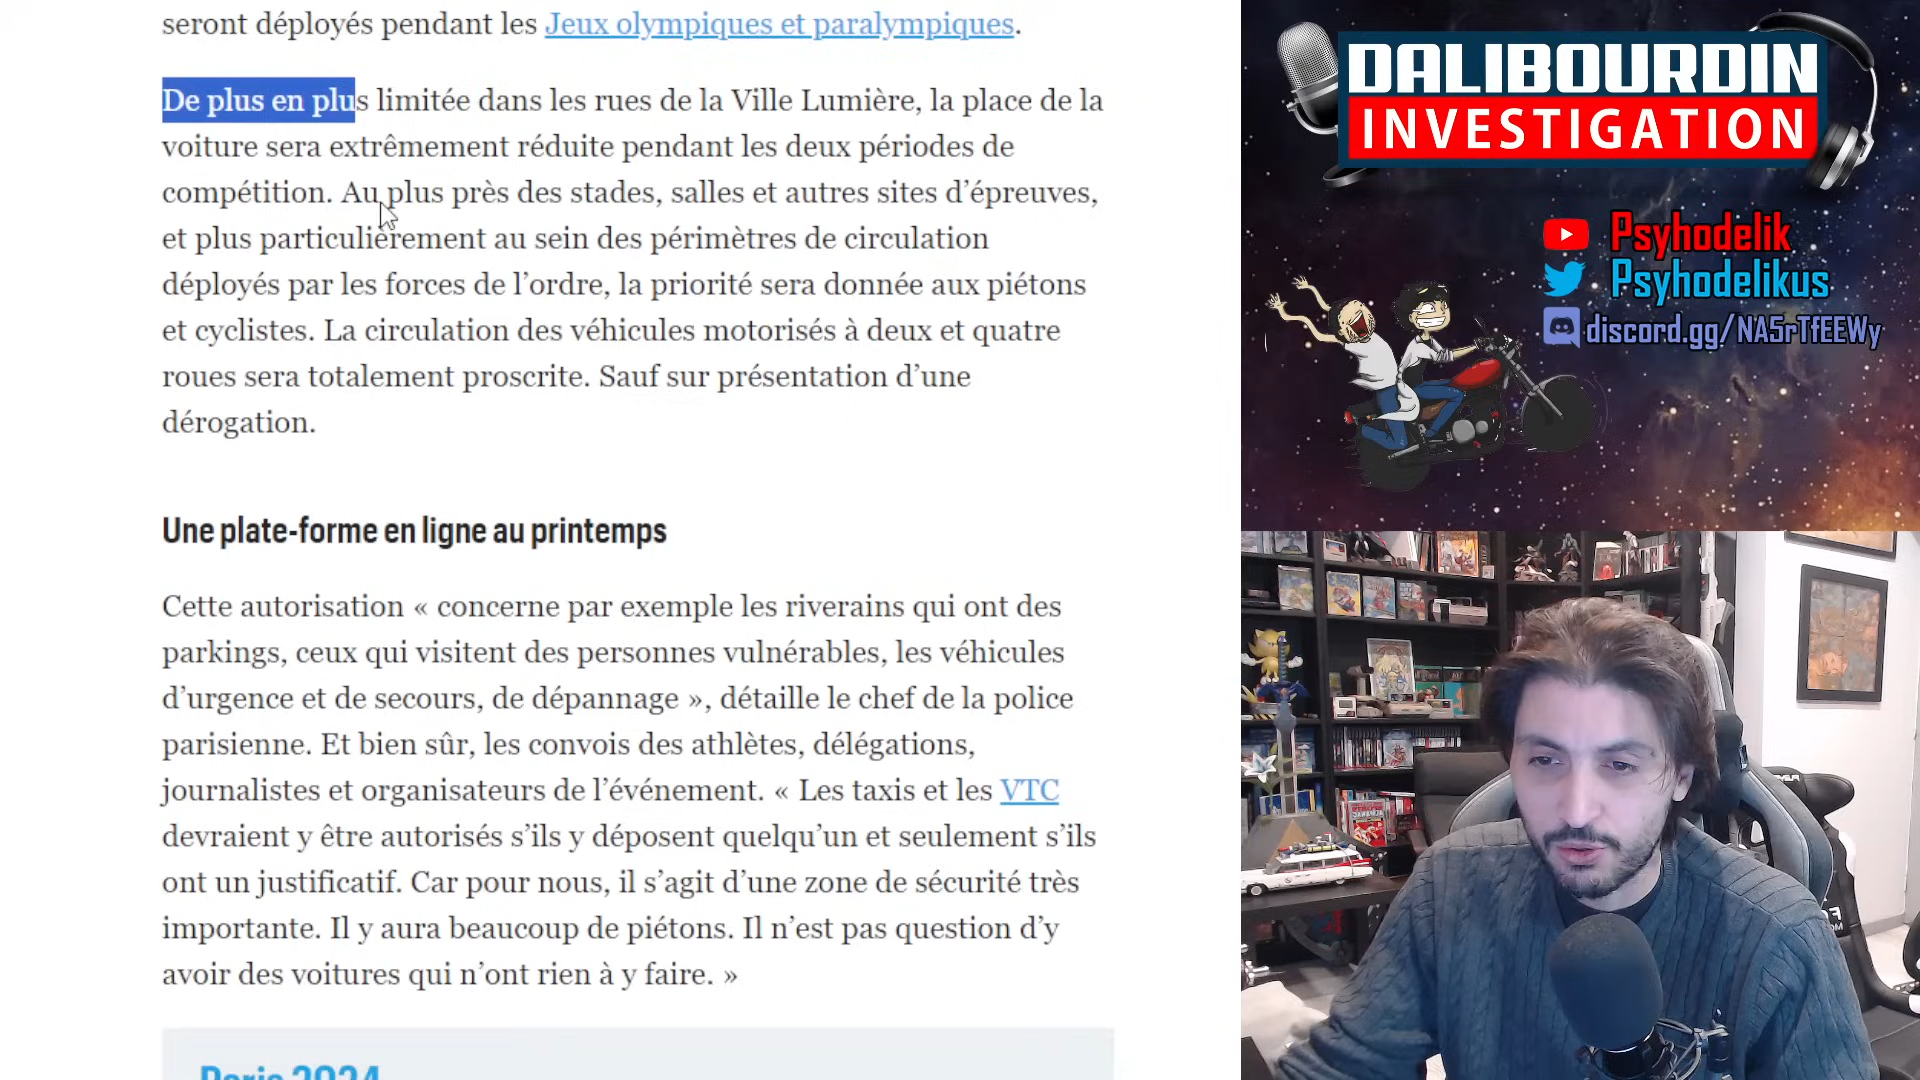 seront déployés pendant les Jeux olympiques et paralympiques.
De plus en plus limitée dans les rues de la Ville Lumière, la place de la
voiture sera extrêmement réduite pendant les deux périodes de
compétition. Au plus près des stades, salles et autres sites d’épreuves,
et plus particulièrement au sein des périmètres de circulation
déployés par les forces de l’ordre, la priorité sera donnée aux piétons
et cyclistes. La circulation des véhicules motorisés à deux et quatre
roues sera totalement proscrite. Sauf sur présentation d’une
dérogation.
Une plate-forme en ligne au printemps
Cette autorisation « concerne par exemple les riverains qui ont des
parkings, ceux qui visitent des personnes vulnérables, les véhicules
d’urgence et de secours, de dépannage », détaille le chef de la police
parisienne. Et bien sûr, les convois des athlètes, délégations,
journalistes et organisateurs de l’événement. « Les taxis et les VTC
devraient y être autorisés s’ils y déposent quelqu’un et seulement s’ils
ont un justificatif. Car pour nous, il s’agit d’une zone de sécurité très
importante. Il y aura beaucoup de piétons. Il n’est pas question d’y
avoir des voitures qui n’ont rien à y faire. »
Paris 2024
DALIBOURDIN
INVESTIGATION
Psyhodelik
Psyhodelikus
discord.gg/NA5rTfEEWy